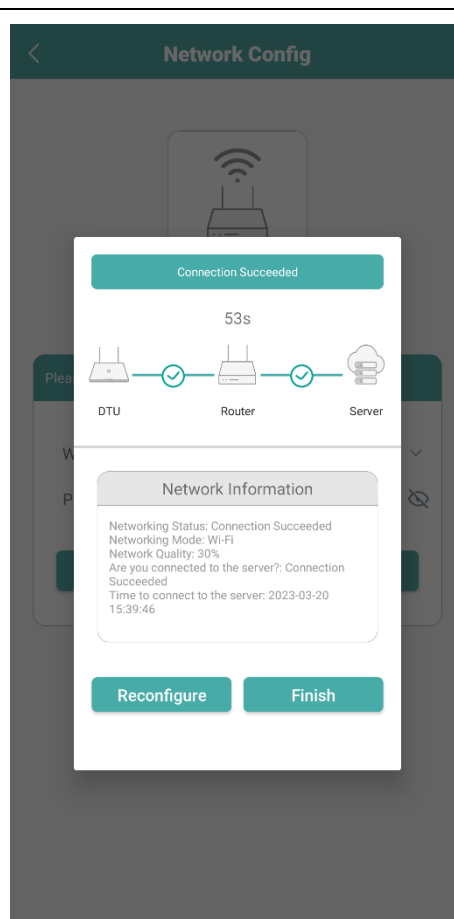 Network Config
Connection Succeeded
53s
DTU Router Server
Network Information
Networking Status: Connection Succeeded
Networking Mode: Wi-Fi
Network Quality: 30%
Are you connected to the server?: Connection
Succeeded
Time to connect to the server: 2023-03-20
15:39:46
Reconfigure Finish